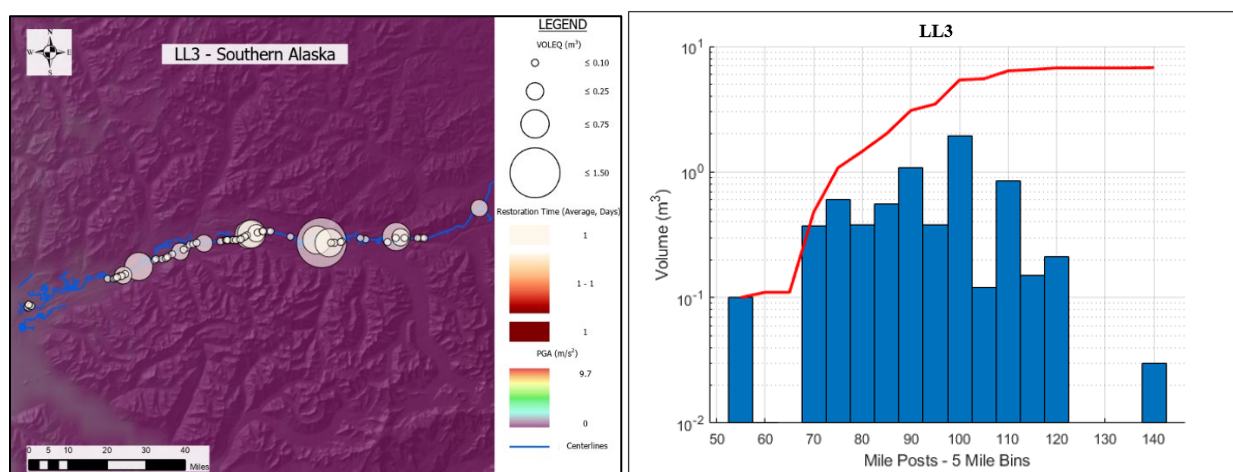 LL3 - Southern Alaska
N
W E
S
LEGEND
VOLEQ (m³)
≤ 0.10
≤ 0.25
≤ 0.75
≤ 1.50
Restoration Time (Average, Days)
1
1 - 1
1
PGA (m/s²)
9.7
0
Centerlines
0 5 10 20 30 40
Miles
LL3
Volume (m³)
10¹
10⁰
10⁻¹
10⁻²
50 60 70 80 90 100 110 120 130 140
Mile Posts - 5 Mile Bins